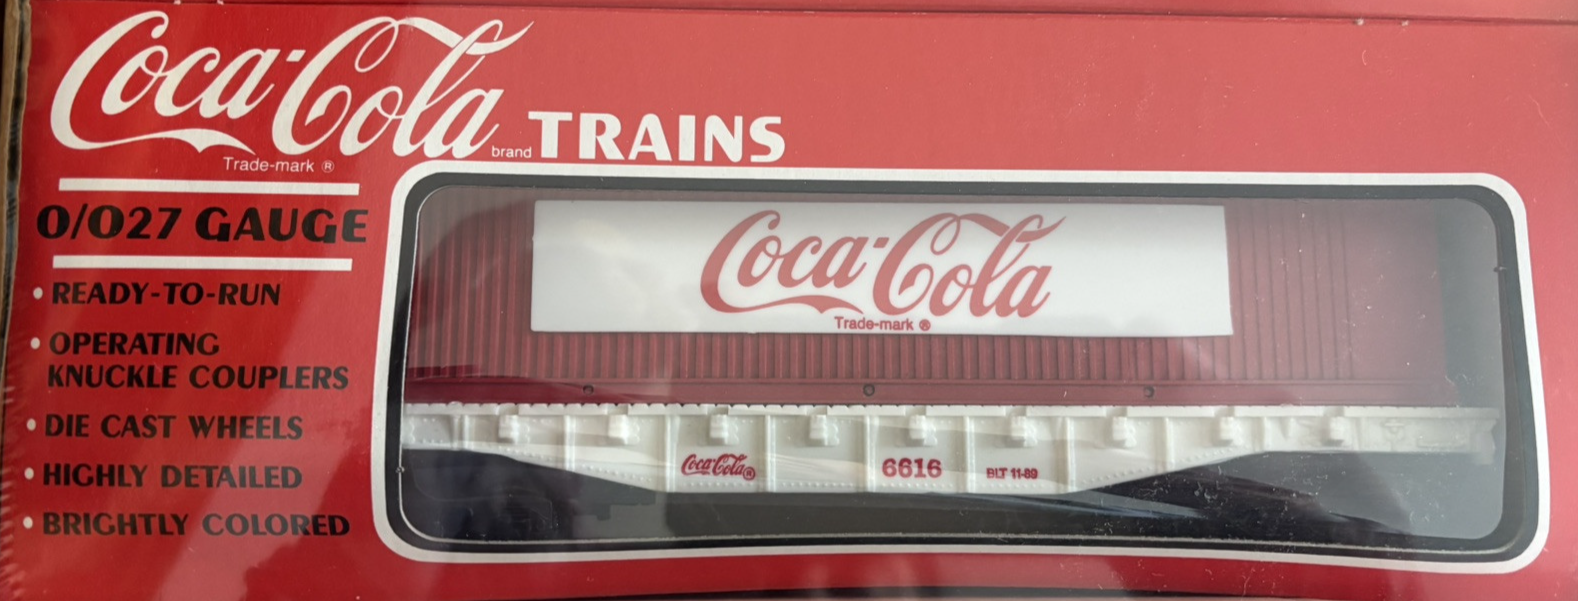 Coca-Cola
Trade-mark ®
brand TRAINS
O/O27 GAUGE
• READY-TO-RUN
• OPERATING
KNUCKLE COUPLERS
• DIE CAST WHEELS
• HIGHLY DETAILED
• BRIGHTLY COLORED
Coca-Cola
Trade-mark ®
Coca-Cola®
6616
BLT 11-89